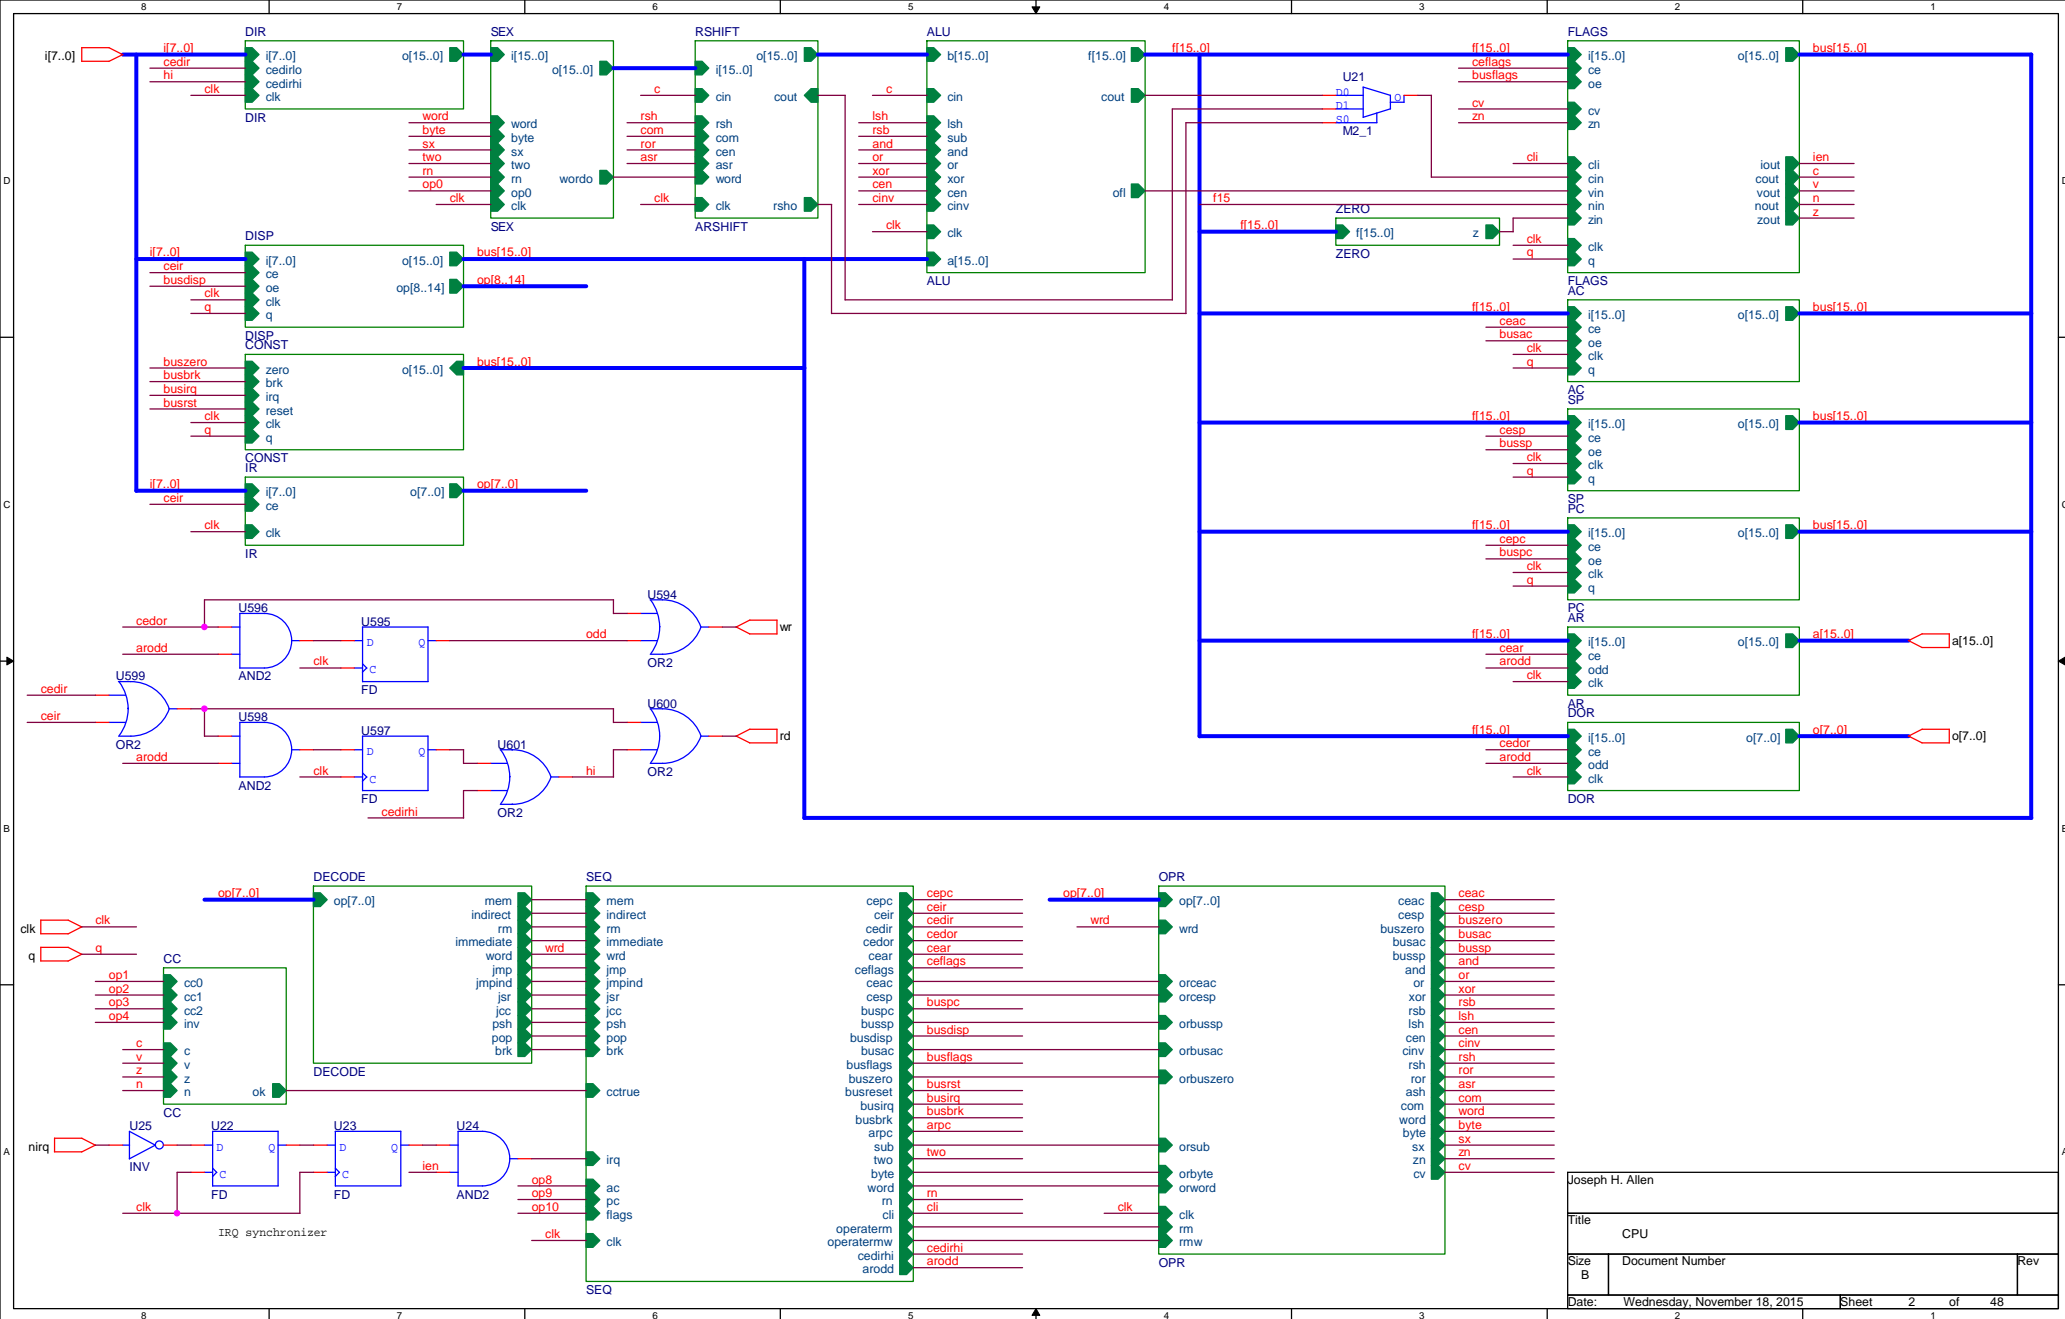 8 7 6 5 4 3 2 1
DIR
i[7..0]
i[7..0]
cedir
hi
clk
i[7..0]
cedirlo
cedirhi
clk
o[15..0]
DIR
SEX
i[15..0]
o[15..0]
word
byte
sx
two
rn
op0
clk
word
byte
sx
two
rn
op0
clk
wordo
SEX
RSHIFT
o[15..0]
i[15..0]
c
cin
cout
rsh
com
ror
asr
rsh
com
cen
asr
word
clk
clk
rsho
ARSHIFT
ALU
b[15..0]
f[15..0]
c
cin
cout
lsh
rsb
and
or
xor
cen
cinv
lsh
sub
and
or
xor
cen
cinv
ofl
clk
clk
a[15..0]
ALU
f[15..0]
U21
D0
D1
S0
O
M2_1
f15
f[15..0]
ZERO
f[15..0]
z
ZERO
FLAGS
f[15..0]
ceflags
busflags
cv
zn
cli
clk
q
i[15..0]
ce
oe
cv
zn
cli
cin
vin
nin
zin
clk
q
o[15..0]
bus[15..0]
iout
cout
vout
nout
zout
ien
c
v
n
z
FLAGS
D
D
DISP
i[7..0]
ceir
busdisp
clk
q
i[7..0]
ce
oe
clk
q
o[15..0]
op[8..14]
bus[15..0]
op[8..14]
DISP
CONST
buszero
busbrk
busirq
busrst
clk
q
zero
brk
irq
reset
clk
q
o[15..0]
bus[15..0]
CONST
IR
i[7..0]
ceir
clk
i[7..0]
ce
clk
o[7..0]
op[7..0]
IR
AC
f[15..0]
ceac
busac
clk
q
i[15..0]
ce
oe
clk
q
o[15..0]
bus[15..0]
AC
SP
f[15..0]
cesp
bussp
clk
q
i[15..0]
ce
oe
clk
q
o[15..0]
bus[15..0]
SP
PC
f[15..0]
cepc
buspc
clk
q
i[15..0]
ce
oe
clk
q
o[15..0]
bus[15..0]
PC
AR
f[15..0]
cear
arodd
clk
i[15..0]
ce
odd
clk
o[15..0]
a[15..0]
a[15..0]
AR
DOR
f[15..0]
cedor
arodd
clk
i[15..0]
ce
odd
clk
o[7..0]
o[7..0]
o[7..0]
DOR
C
C
cedor
arodd
U596
AND2
U595
D
Q
C
clk
FD
odd
U594
OR2
wr
cedir
ceir
U599
OR2
arodd
U598
AND2
U597
D
Q
C
clk
FD
cedirhi
U601
OR2
hi
U600
OR2
rd
B
B
clk
clk
q
q
op[7..0]
DECODE
op[7..0]
mem
indirect
rm
immediate
word
jmp
jmpind
jsr
jcc
psh
pop
brk
DECODE
wrd
CC
op1
op2
op3
op4
c
v
z
n
cc0
cc1
cc2
inv
c
v
z
n
ok
CC
nirq
U25
INV
U22
D
Q
C
FD
U23
D
Q
C
FD
U24
ien
AND2
clk
IRQ synchronizer
SEQ
mem
indirect
rm
immediate
wrd
jmp
jmpind
jsr
jcc
psh
pop
brk
cctrue
irq
op8
op9
op10
clk
ac
pc
flags
clk
cepc
ceir
cedir
cedor
cear
ceflags
ceac
cesp
buspc
bussp
busdisp
busac
busflags
buszero
busreset
busirq
busbrk
arpc
sub
two
byte
word
rn
cli
operaterm
operatermw
cedirhi
arodd
SEQ
cepc
ceir
cedir
cedor
cear
ceflags
buspc
busdisp
busflags
busrst
busirq
busbrk
arpc
two
rn
cli
cedirhi
arodd
OPR
op[7..0]
wrd
clk
op[7..0]
wrd
orceac
orcesp
orbussp
orbusac
orbuszero
orsub
orbyte
orword
clk
rm
rmw
ceac
cesp
buszero
busac
bussp
and
or
xor
rsb
lsh
cen
cinv
rsh
ror
ash
com
word
byte
sx
zn
cv
OPR
ceac
cesp
buszero
busac
bussp
and
or
xor
rsb
lsh
cen
cinv
rsh
ror
asr
com
word
byte
sx
zn
cv
A
A
Joseph H. Allen
Title
CPU
Size
B
Document Number
Rev
Date: Wednesday, November 18, 2015 Sheet 2 of 48
8 7 6 5 4 3 2 1